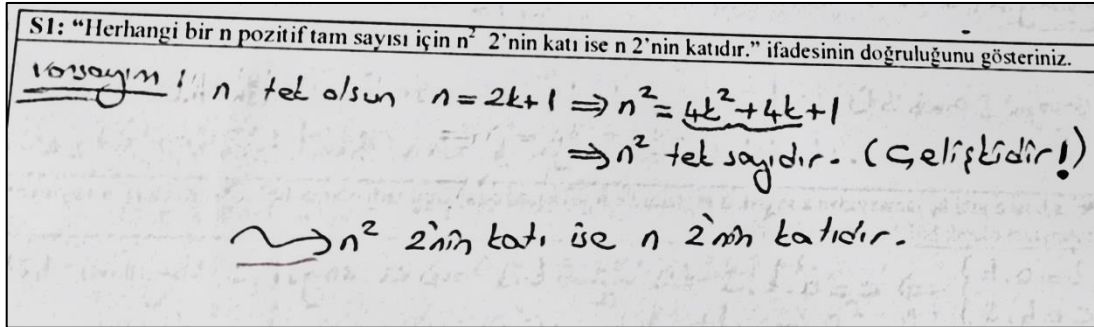 S1: “Herhangi bir n pozitif tam sayısı için n² 2’nin katı ise n 2’nin katıdır.” ifadesinin doğruluğunu gösteriniz.
Varsayım: n tek olsun n = 2k+1 ⇒ n² = 4k²+4k+1
⇒ n² tek sayıdır. (Çelişkidir!)
⟿ n² 2'nin katı ise n 2'nin katıdır.